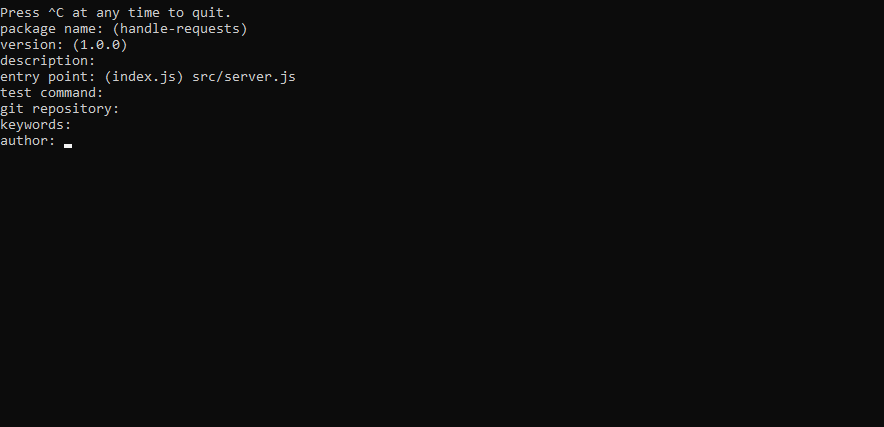 Press ^C at any time to quit.
package name: (handle-requests)
version: (1.0.0)
description:
entry point: (index.js) src/server.js
test command:
git repository:
keywords:
author: